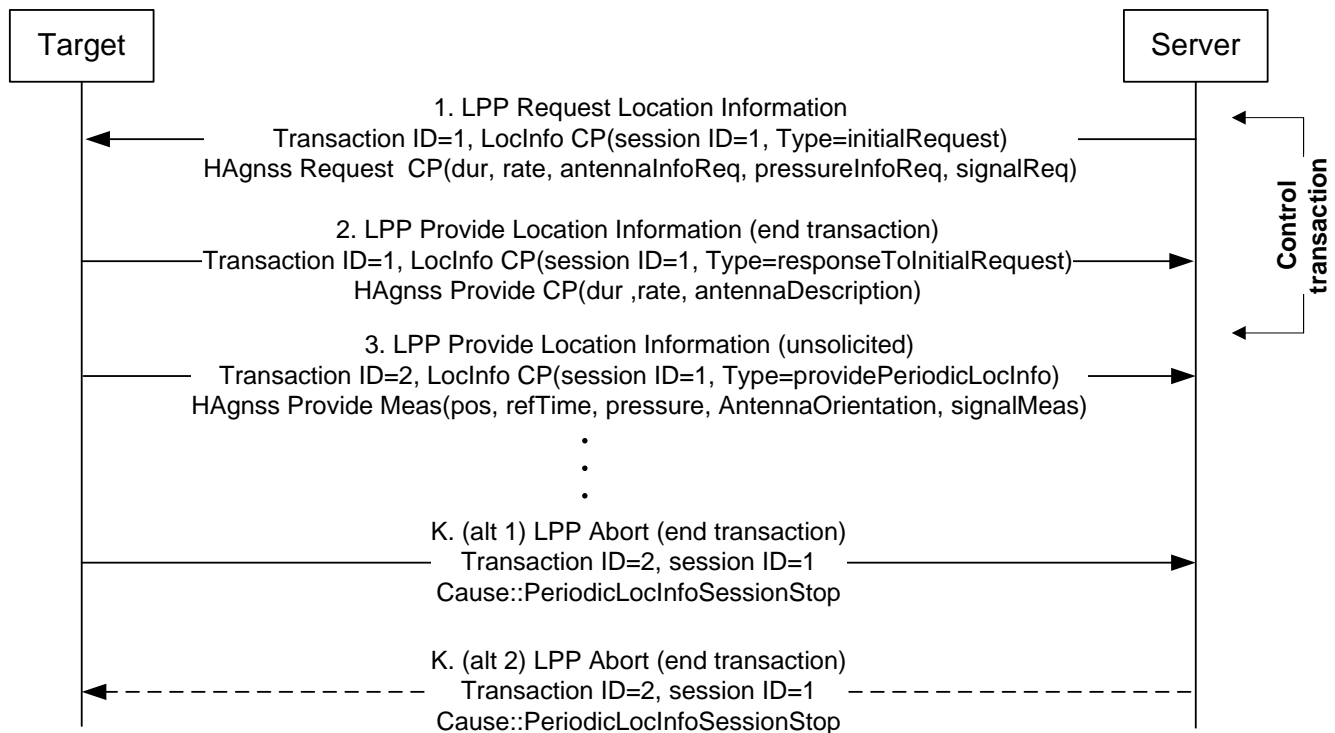 Target
Server
1. LPP Request Location Information
Transaction ID=1, LocInfo CP(session ID=1, Type=initialRequest)
HAgnss Request CP(dur, rate, antennaInfoReq, pressureInfoReq, signalReq)
Control
transaction
2. LPP Provide Location Information (end transaction)
Transaction ID=1, LocInfo CP(session ID=1, Type=responseToInitialRequest)
HAgnss Provide CP(dur ,rate, antennaDescription)
3. LPP Provide Location Information (unsolicited)
Transaction ID=2, LocInfo CP(session ID=1, Type=providePeriodicLocInfo)
HAgnss Provide Meas(pos, refTime, pressure, AntennaOrientation, signalMeas)
K. (alt 1) LPP Abort (end transaction)
Transaction ID=2, session ID=1
Cause::PeriodicLocInfoSessionStop
K. (alt 2) LPP Abort (end transaction)
Transaction ID=2, session ID=1
Cause::PeriodicLocInfoSessionStop